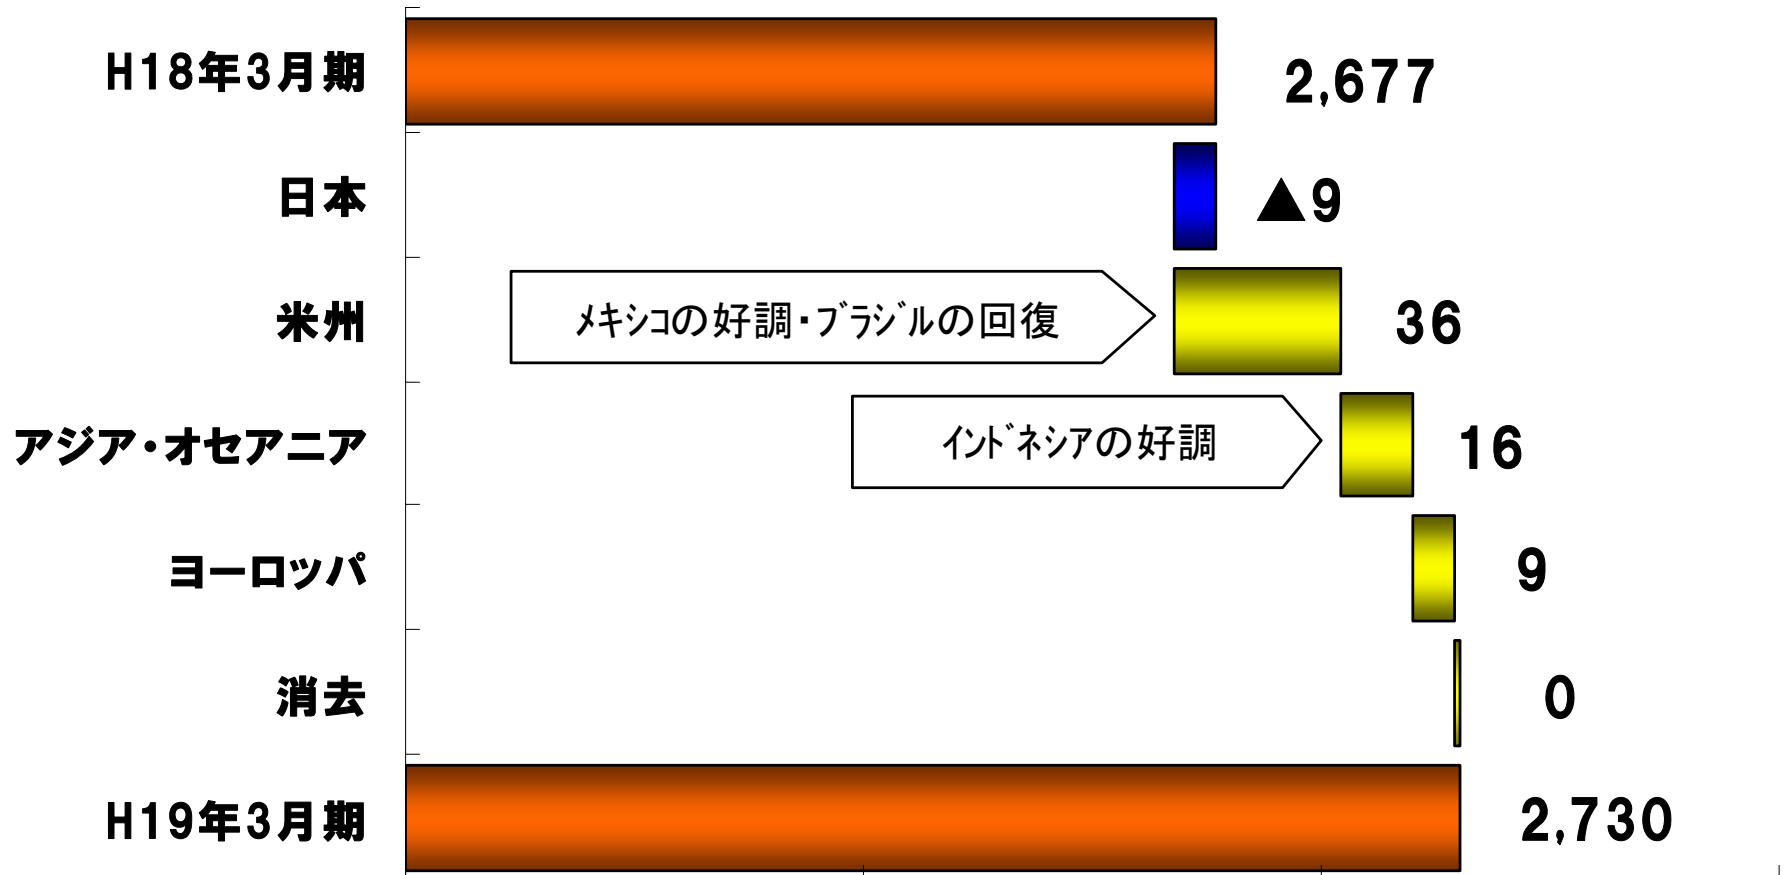 H18年3月期 2,677
日本 ▲9
米州 メキシコの好調・ブラジルの回復 36
アジア・オセアニア インドネシアの好調 16
ヨーロッパ 9
消去 0
H19年3月期 2,730